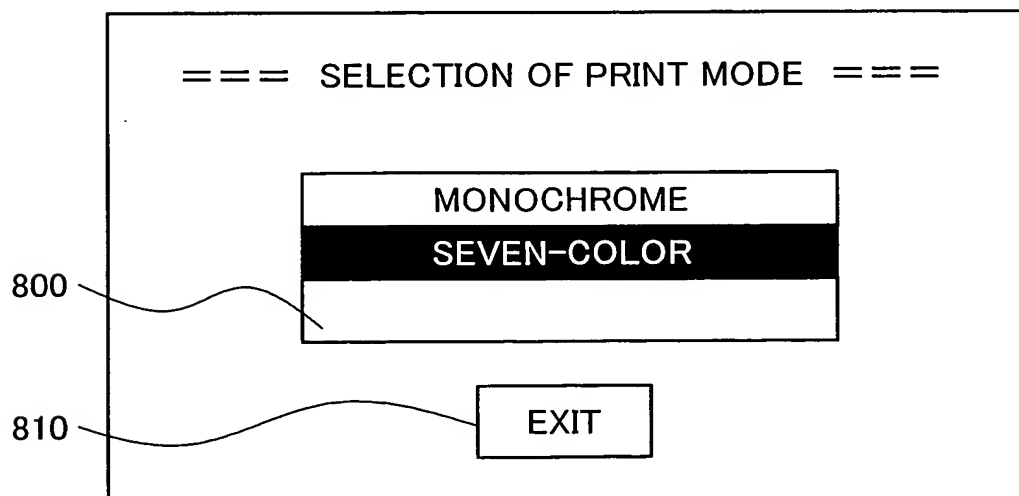 === SELECTION OF PRINT MODE ===
MONOCHROME
SEVEN-COLOR
800
EXIT
810